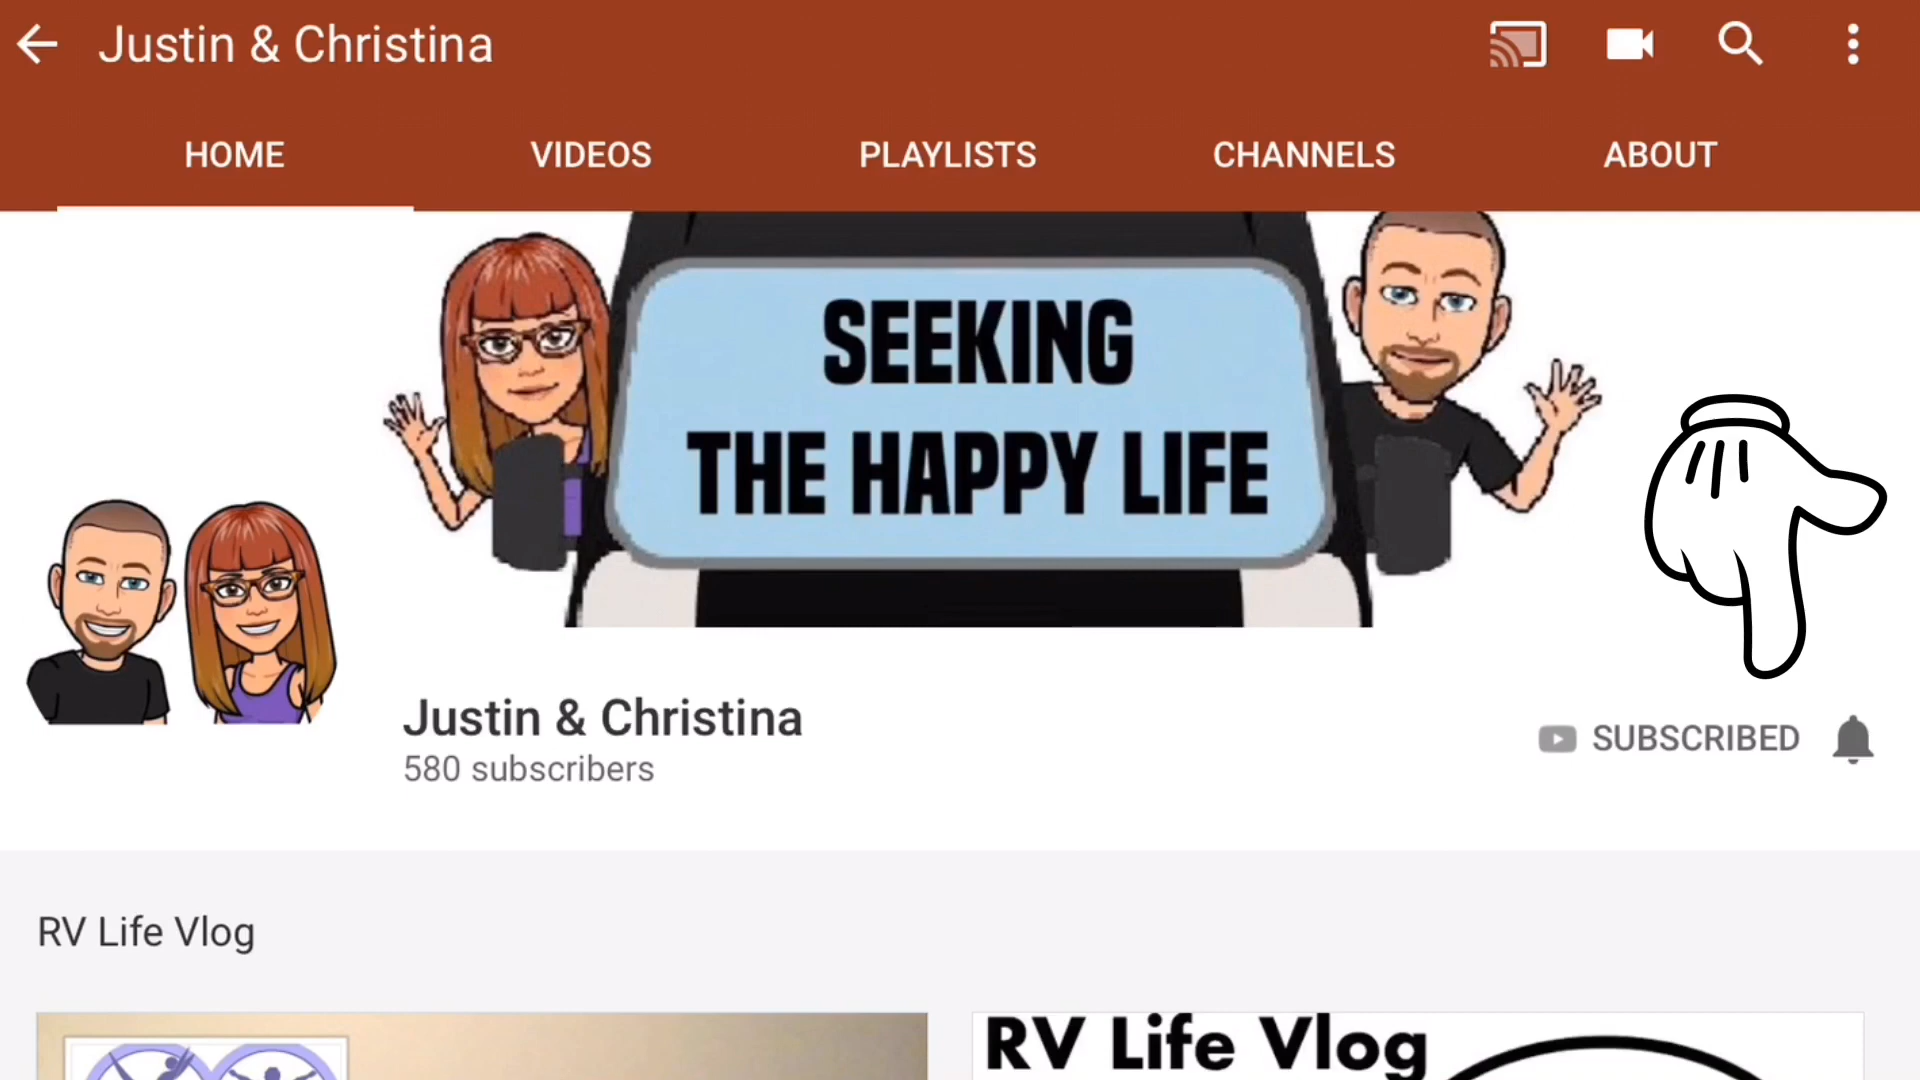 Justin & Christina
HOME VIDEOS PLAYLISTS CHANNELS ABOUT
SEEKING
THE HAPPY LIFE
Justin & Christina
580 subscribers
SUBSCRIBED
RV Life Vlog
RV Life Vlog